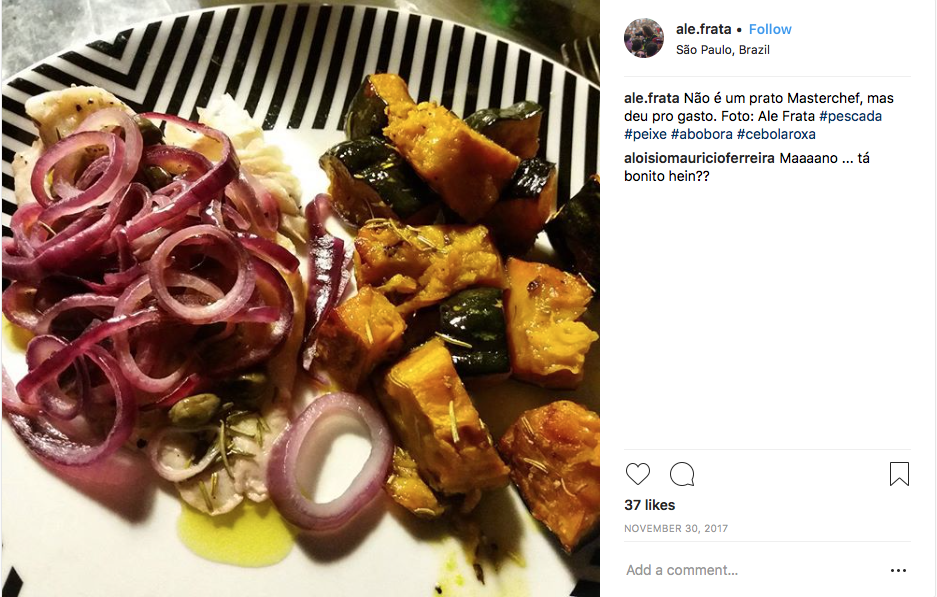 ale.frata • Follow
São Paulo, Brazil
ale.frata Não é um prato Masterchef, mas
deu pro gasto. Foto: Ale Frata #pescada
#peixe #abobora #cebolaroxa
aloisiomauricioferreira Maaaano ... tá
bonito hein??
37 likes
NOVEMBER 30, 2017
Add a comment...